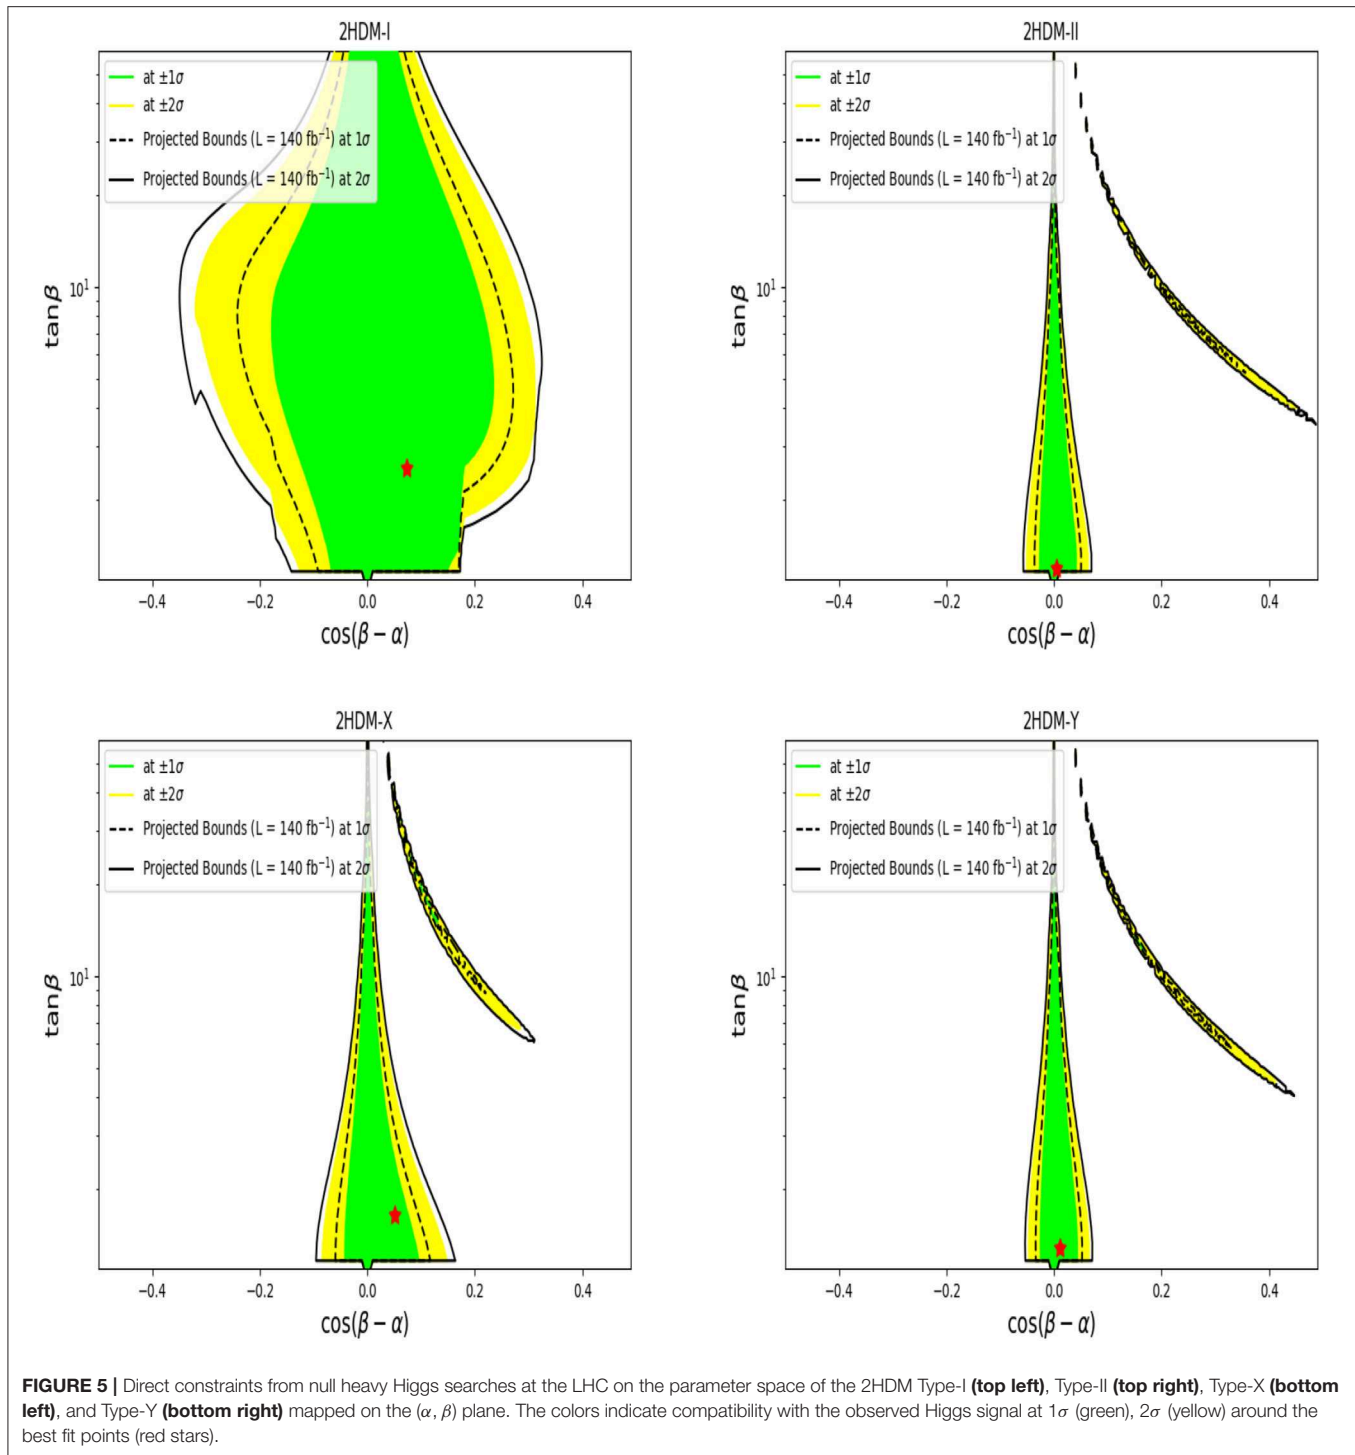 2HDM-I
at ±1σ
at ±2σ
Projected Bounds (L = 140 fb⁻¹) at 1σ
Projected Bounds (L = 140 fb⁻¹) at 2σ
tanβ
10¹
−0.4 −0.2 0.0 0.2 0.4
cos(β − α)
2HDM-II
at ±1σ
at ±2σ
Projected Bounds (L = 140 fb⁻¹) at 1σ
Projected Bounds (L = 140 fb⁻¹) at 2σ
tanβ
10¹
−0.4 −0.2 0.0 0.2 0.4
cos(β − α)
2HDM-X
at ±1σ
at ±2σ
Projected Bounds (L = 140 fb⁻¹) at 1σ
Projected Bounds (L = 140 fb⁻¹) at 2σ
tanβ
10¹
−0.4 −0.2 0.0 0.2 0.4
cos(β − α)
2HDM-Y
at ±1σ
at ±2σ
Projected Bounds (L = 140 fb⁻¹) at 1σ
Projected Bounds (L = 140 fb⁻¹) at 2σ
tanβ
10¹
−0.4 −0.2 0.0 0.2 0.4
cos(β − α)
FIGURE 5 | Direct constraints from null heavy Higgs searches at the LHC on the parameter space of the 2HDM Type-I (top left), Type-II (top right), Type-X (bottom
left), and Type-Y (bottom right) mapped on the (α, β) plane. The colors indicate compatibility with the observed Higgs signal at 1σ (green), 2σ (yellow) around the
best fit points (red stars).